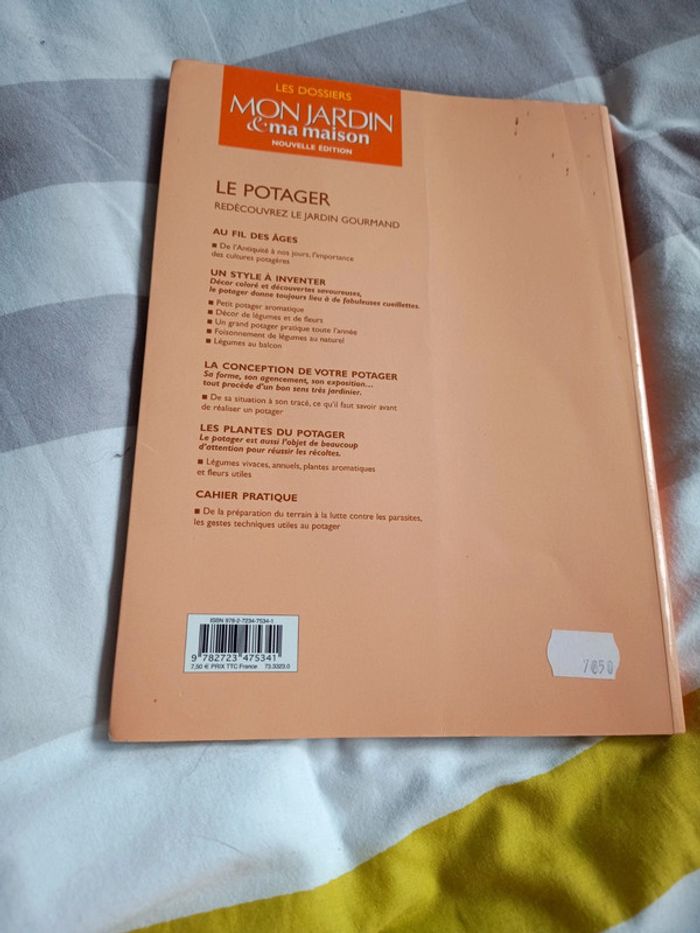 LES DOSSIERS
MON JARDIN
& ma maison
NOUVELLE ÉDITION
LE POTAGER
REDÉCOUVREZ LE JARDIN GOURMAND
AU FIL DES ÂGES
■ De l'Antiquité à nos jours, l'importance
des cultures potagères
UN STYLE À INVENTER
Décor coloré et découvertes savoureuses,
le potager donne toujours lieu à de fabuleuses cueillettes.
■ Petit potager aromatique
■ Décor de légumes et de fleurs
■ Un grand potager pratique toute l'année
■ Foisonnement de légumes au naturel
■ Légumes au balcon
LA CONCEPTION DE VOTRE POTAGER
Sa forme, son agencement, son exposition...
tout procède d'un bon sens très jardinier.
■ De sa situation à son tracé, ce qu'il faut savoir avant
de réaliser un potager
LES PLANTES DU POTAGER
Le potager est aussi l'objet de beaucoup
d'attention pour réussir les récoltes.
■ Légumes vivaces, annuels, plantes aromatiques
et fleurs utiles
CAHIER PRATIQUE
■ De la préparation du terrain à la lutte contre les parasites,
les gestes techniques utiles au potager
ISBN 978-2-7234-7534-1
9 782723 475341
7,50 € PRIX TTC France 73.3323.0
7€50